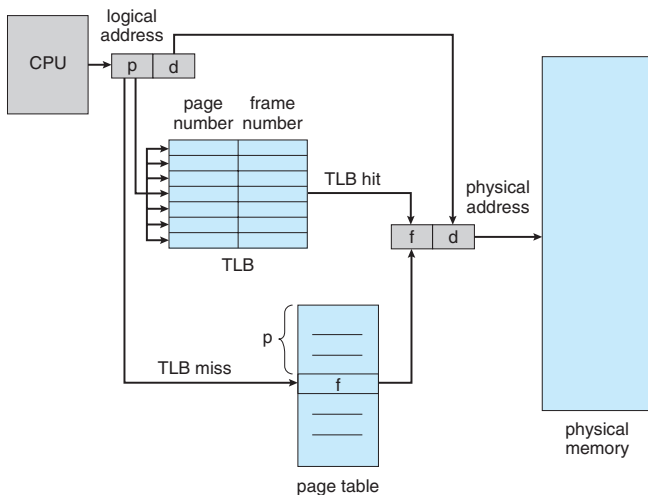 logical
address
CPU
p
d
page
number
frame
number
TLB hit
physical
address
f
d
TLB
p
TLB miss
f
physical
memory
page table